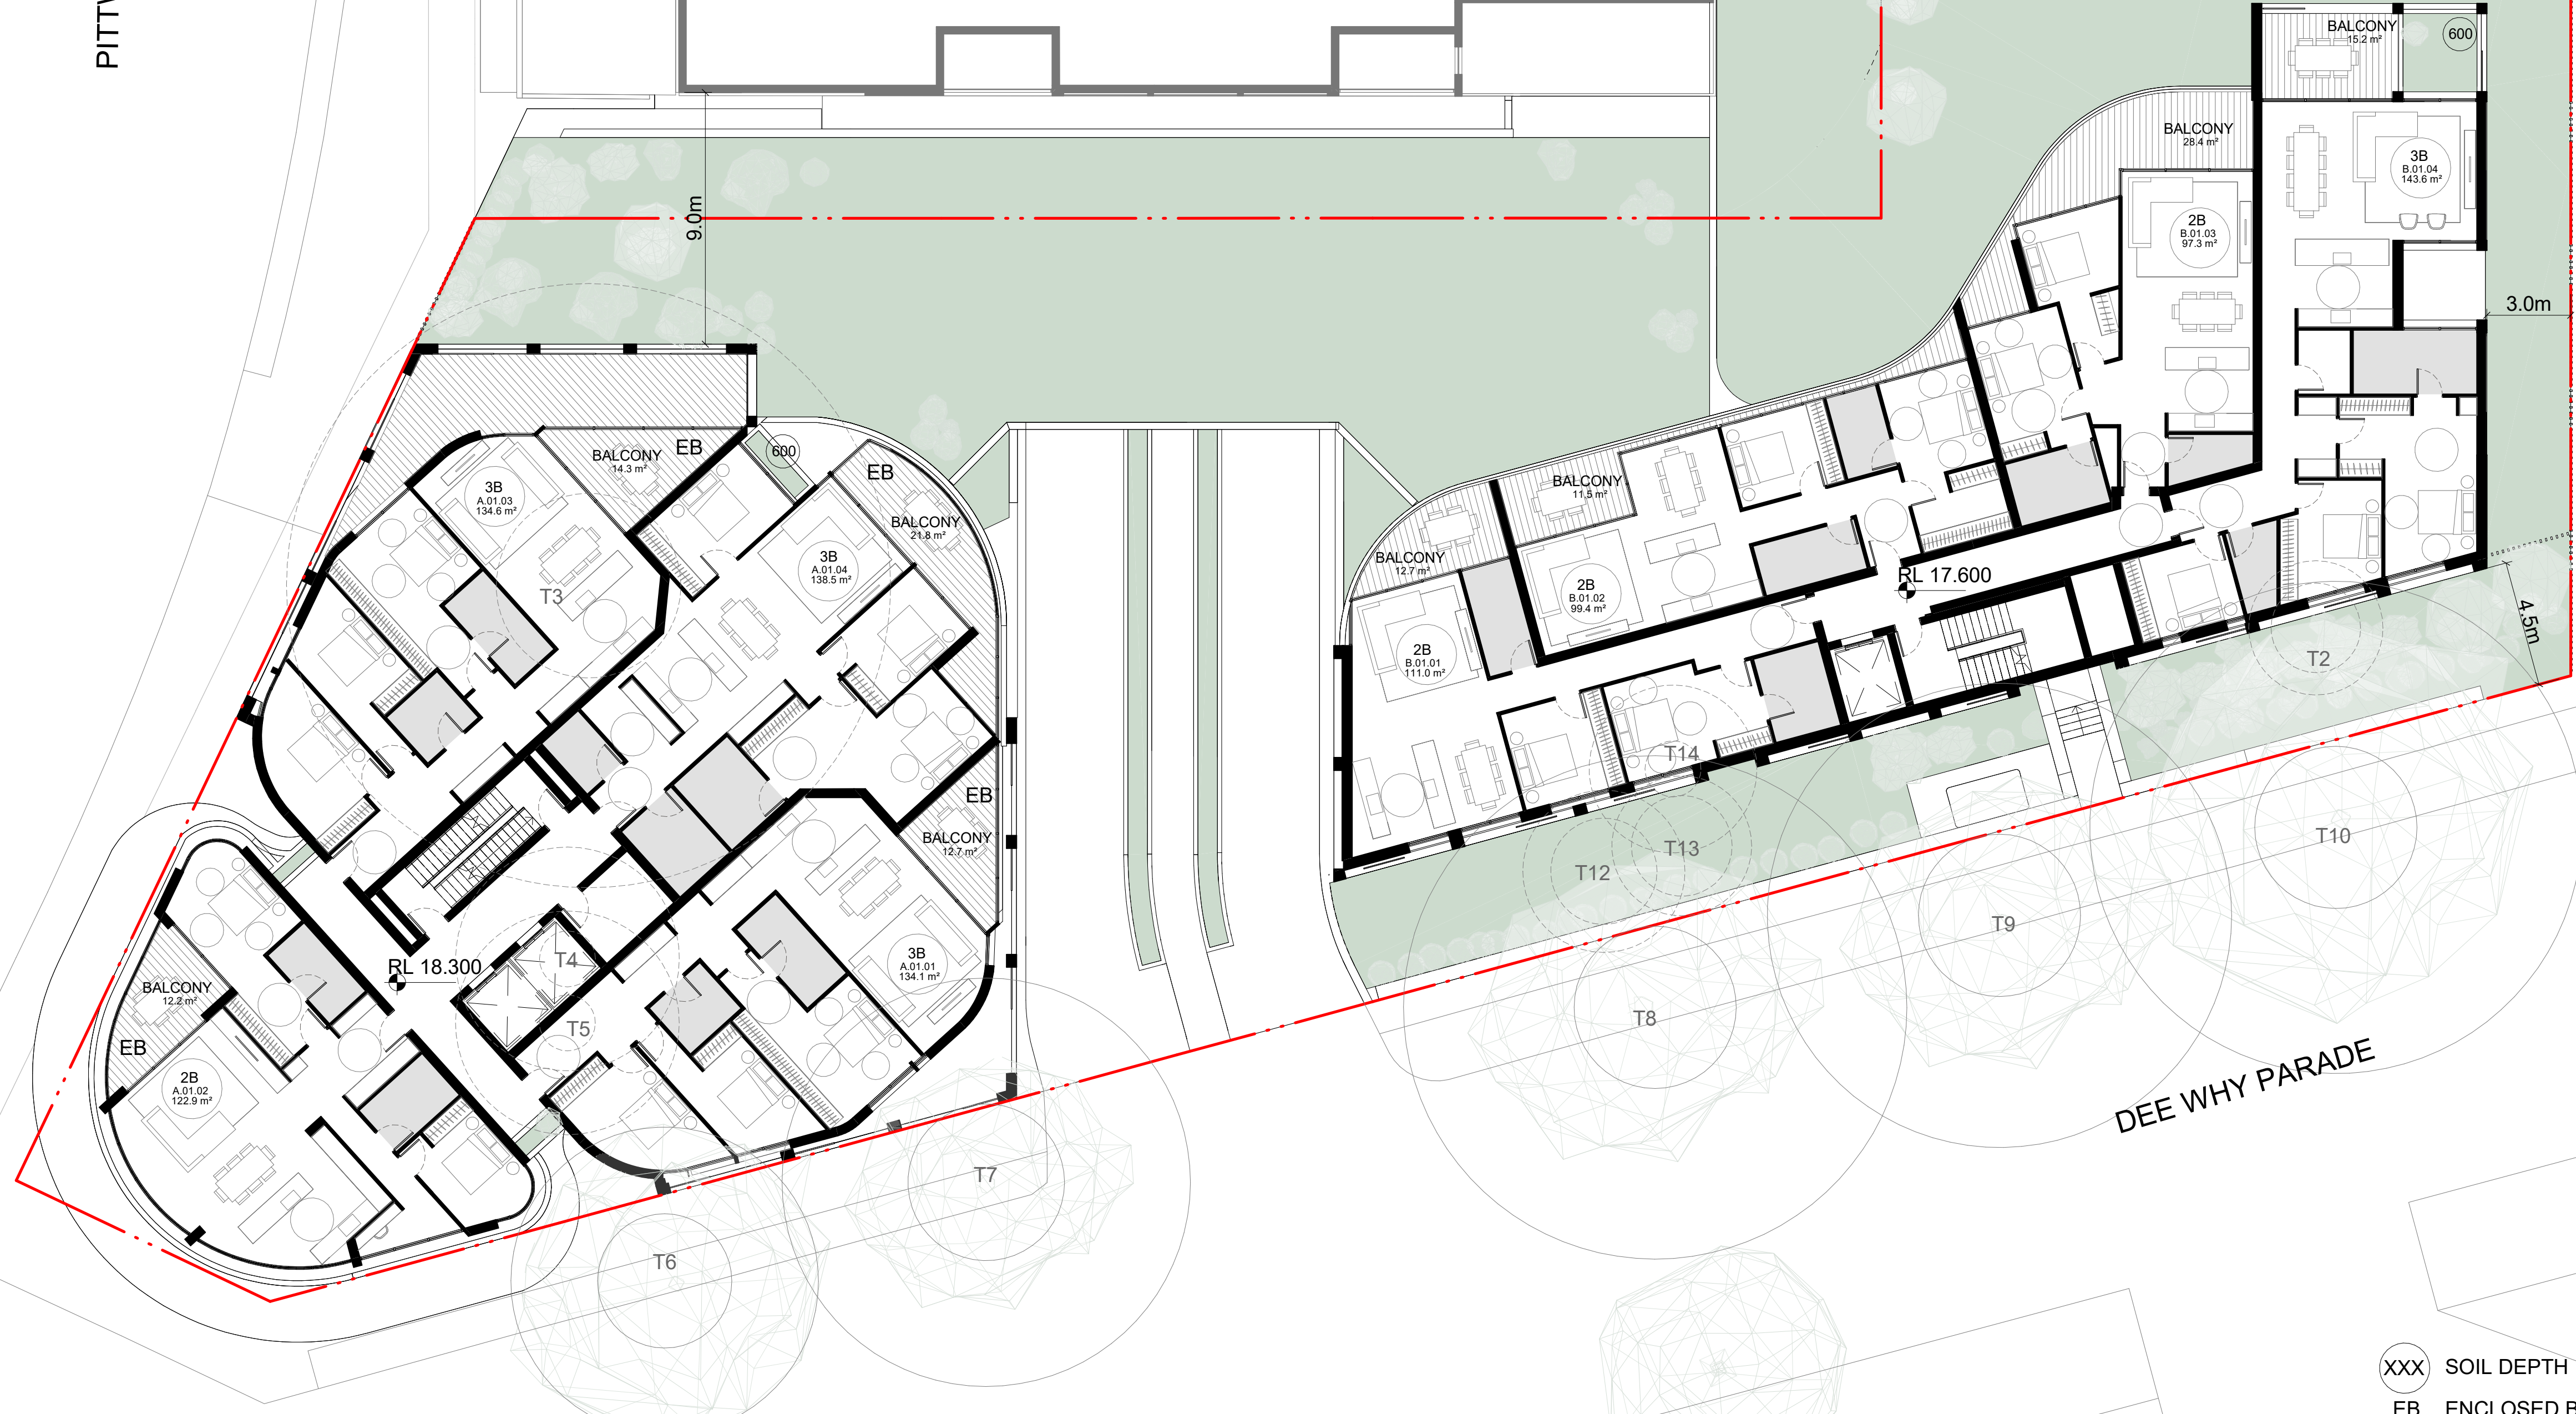 PITTW
9.0m
BALCONY
15.2 m²
600
BALCONY
28.4 m²
3B
B.01.04
143.6 m²
2B
B.01.03
97.3 m²
3.0m
BALCONY
14.3 m²
EB
600
EB
BALCONY
21.8 m²
3B
A.01.03
134.6 m²
3B
A.01.04
138.5 m²
T3
BALCONY
11.5 m²
BALCONY
12.7 m²
2B
B.01.02
99.4 m²
2B
B.01.01
111.0 m²
RL 17.600
4.5m
T2
T14
EB
BALCONY
12.7 m²
T12
T13
T10
T9
T8
3B
A.01.01
134.1 m²
RL 18.300
T4
T5
BALCONY
12.2 m²
EB
2B
A.01.02
122.9 m²
T7
T6
DEE WHY PARADE
XXX SOIL DEPTH
EB ENCLOSED